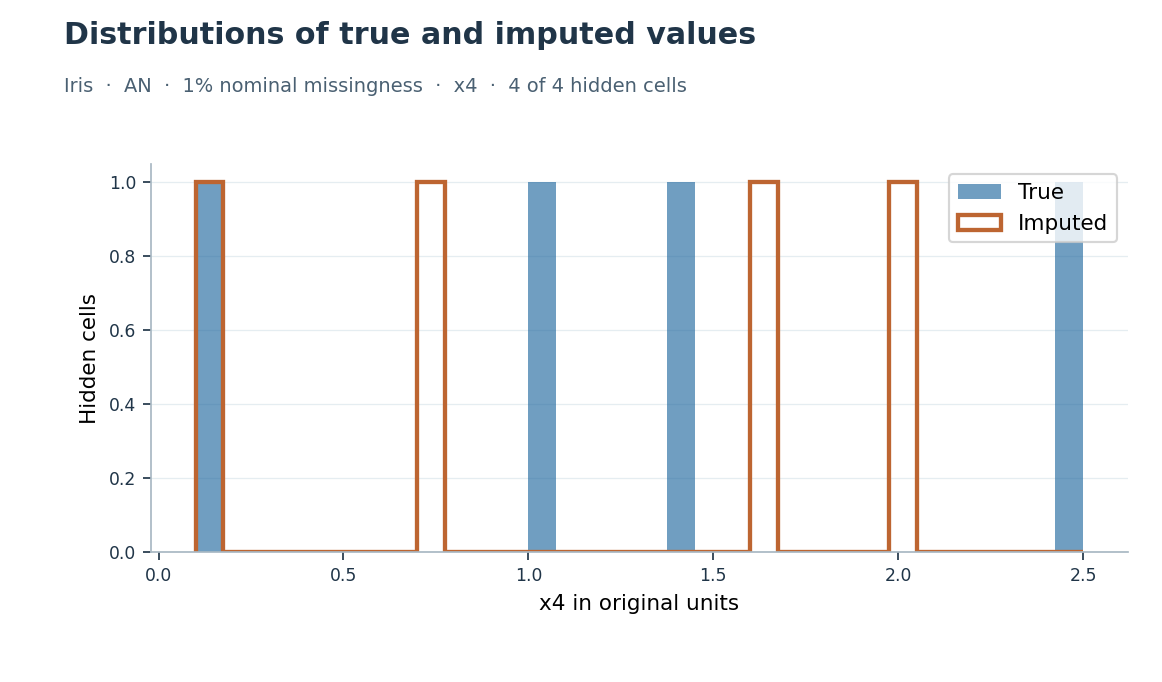 Distributions of true and imputed values
Iris · AN · 1% nominal missingness · x4 · 4 of 4 hidden cells
True
Imputed
Hidden cells
1.0
0.8
0.6
0.4
0.2
0.0
0.0 0.5 1.0 1.5 2.0 2.5
x4 in original units